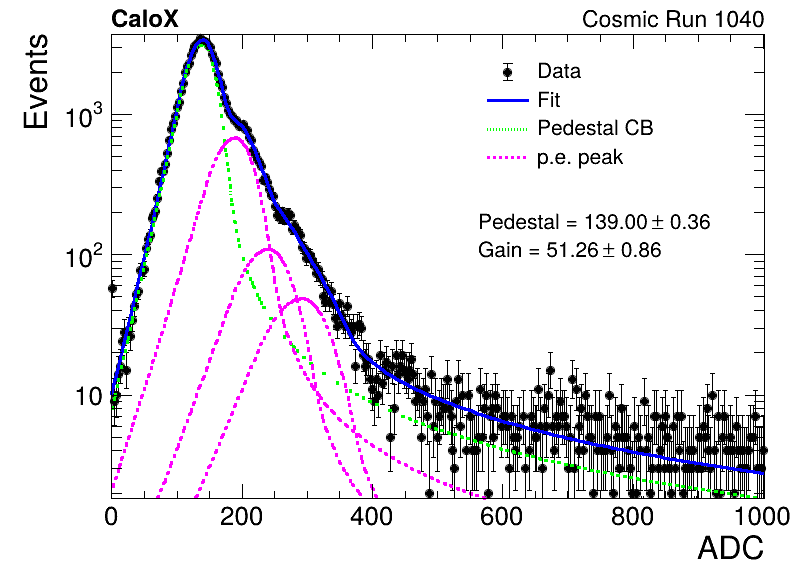 CaloX Cosmic Run 1040
Events
Data
Fit
Pedestal CB
p.e. peak
Pedestal = 139.00 ± 0.36
Gain = 51.26 ± 0.86
10³
10²
10
0 200 400 600 800 1000
ADC